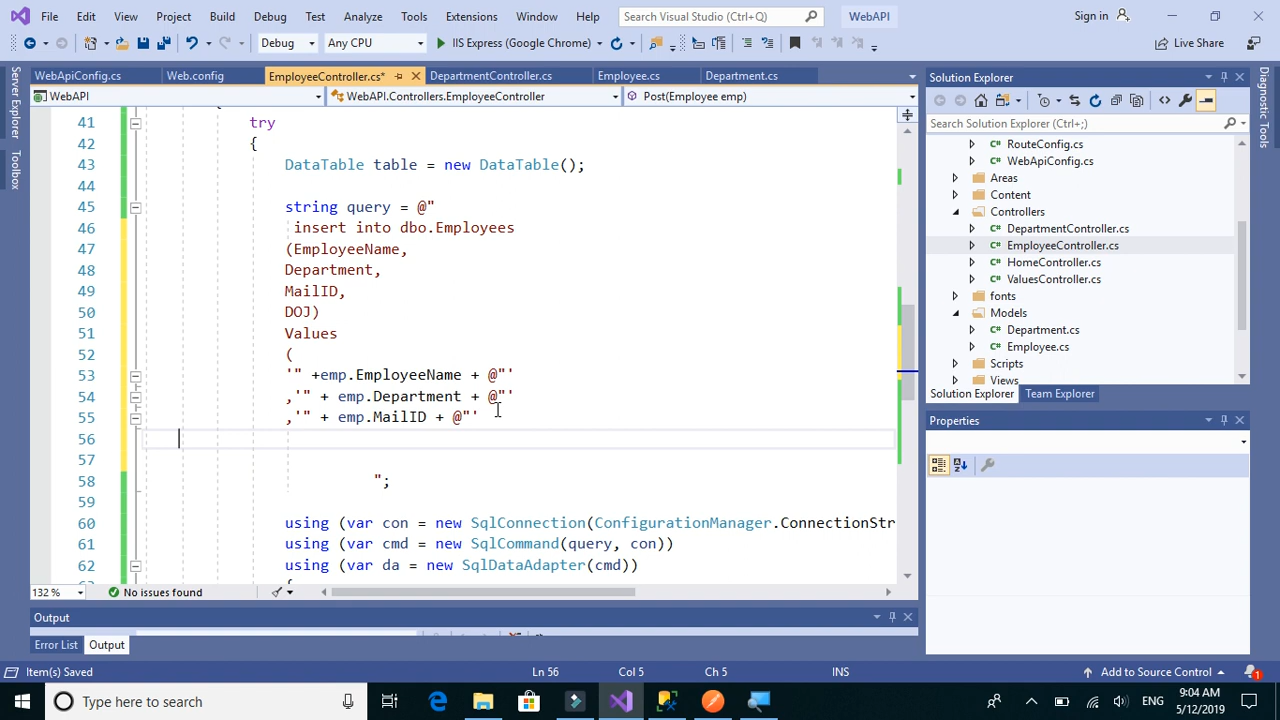 File Edit View Project Build Debug Test Analyze Tools Extensions Window Help Search Visual Studio (Ctrl+Q) WebAPI Sign in
Debug Any CPU IIS Express (Google Chrome) Live Share
WebApiConfig.cs Web.config EmployeeController.cs* DepartmentController.cs Employee.cs Department.cs
WebAPI WebAPI.Controllers.EmployeeController Post(Employee emp)
Server Explorer
Toolbox
41 try
42 {
43 DataTable table = new DataTable();
44
45 string query = @"
46 insert into dbo.Employees
47 (EmployeeName,
48 Department,
49 MailID,
50 DOJ)
51 Values
52 (
53 '" +emp.EmployeeName + @"'
54 ,'" + emp.Department + @"'
55 ,'" + emp.MailID + @"'
56
57
58 ";
59
60 using (var con = new SqlConnection(ConfigurationManager.ConnectionStr
61 using (var cmd = new SqlCommand(query, con))
62 using (var da = new SqlDataAdapter(cmd))
63 {
132 % No issues found
Output
Error List Output
Solution Explorer
Search Solution Explorer (Ctrl+;)
RouteConfig.cs
WebApiConfig.cs
Areas
Content
Controllers
DepartmentController.cs
EmployeeController.cs
HomeController.cs
ValuesController.cs
fonts
Models
Department.cs
Employee.cs
Scripts
Views
Solution Explorer Team Explorer
Properties
Diagnostic Tools
Item(s) Saved Ln 56 Col 5 Ch 5 INS Add to Source Control 1
Type here to search ENG 9:04 AM
5/12/2019